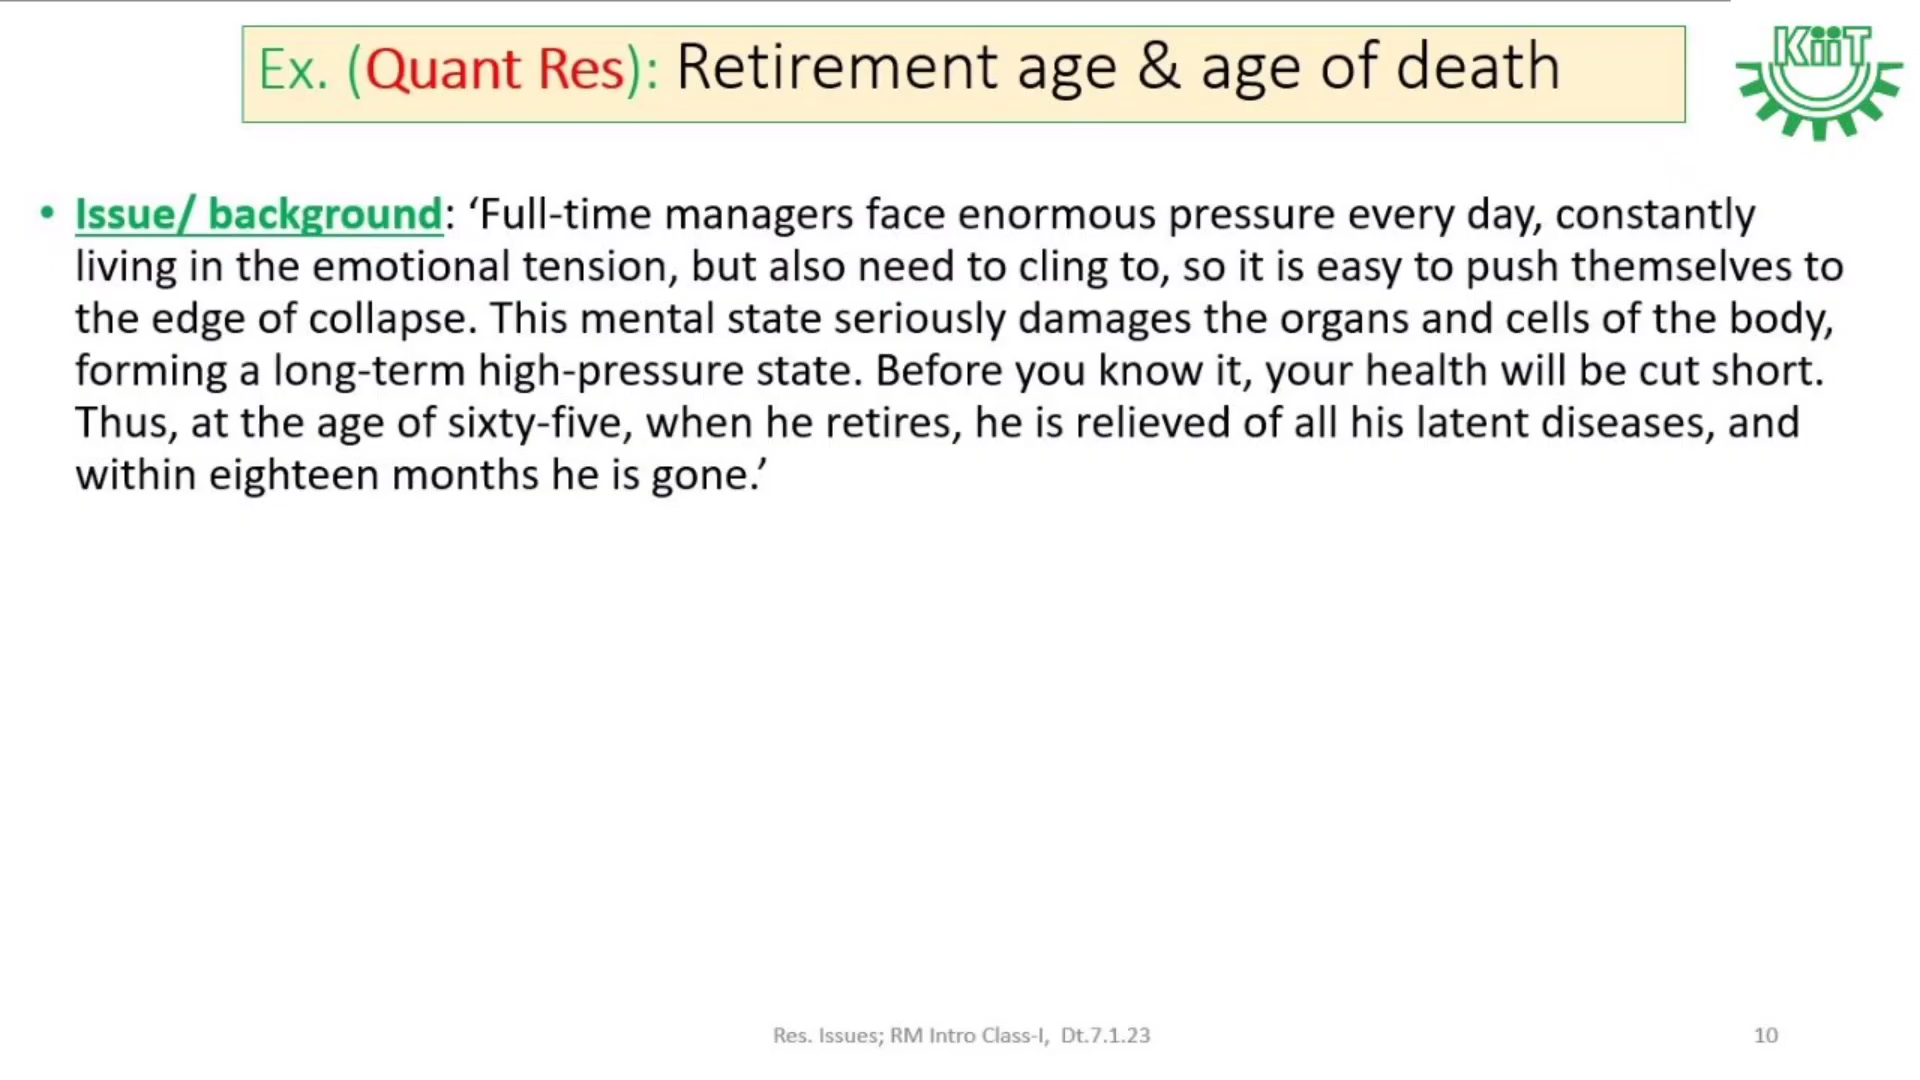 Ex. (Quant Res): Retirement age & age of death
KiiT
• Issue/ background: ‘Full-time managers face enormous pressure every day, constantly
living in the emotional tension, but also need to cling to, so it is easy to push themselves to
the edge of collapse. This mental state seriously damages the organs and cells of the body,
forming a long-term high-pressure state. Before you know it, your health will be cut short.
Thus, at the age of sixty-five, when he retires, he is relieved of all his latent diseases, and
within eighteen months he is gone.’
Res. Issues; RM Intro Class-I, Dt.7.1.23
10